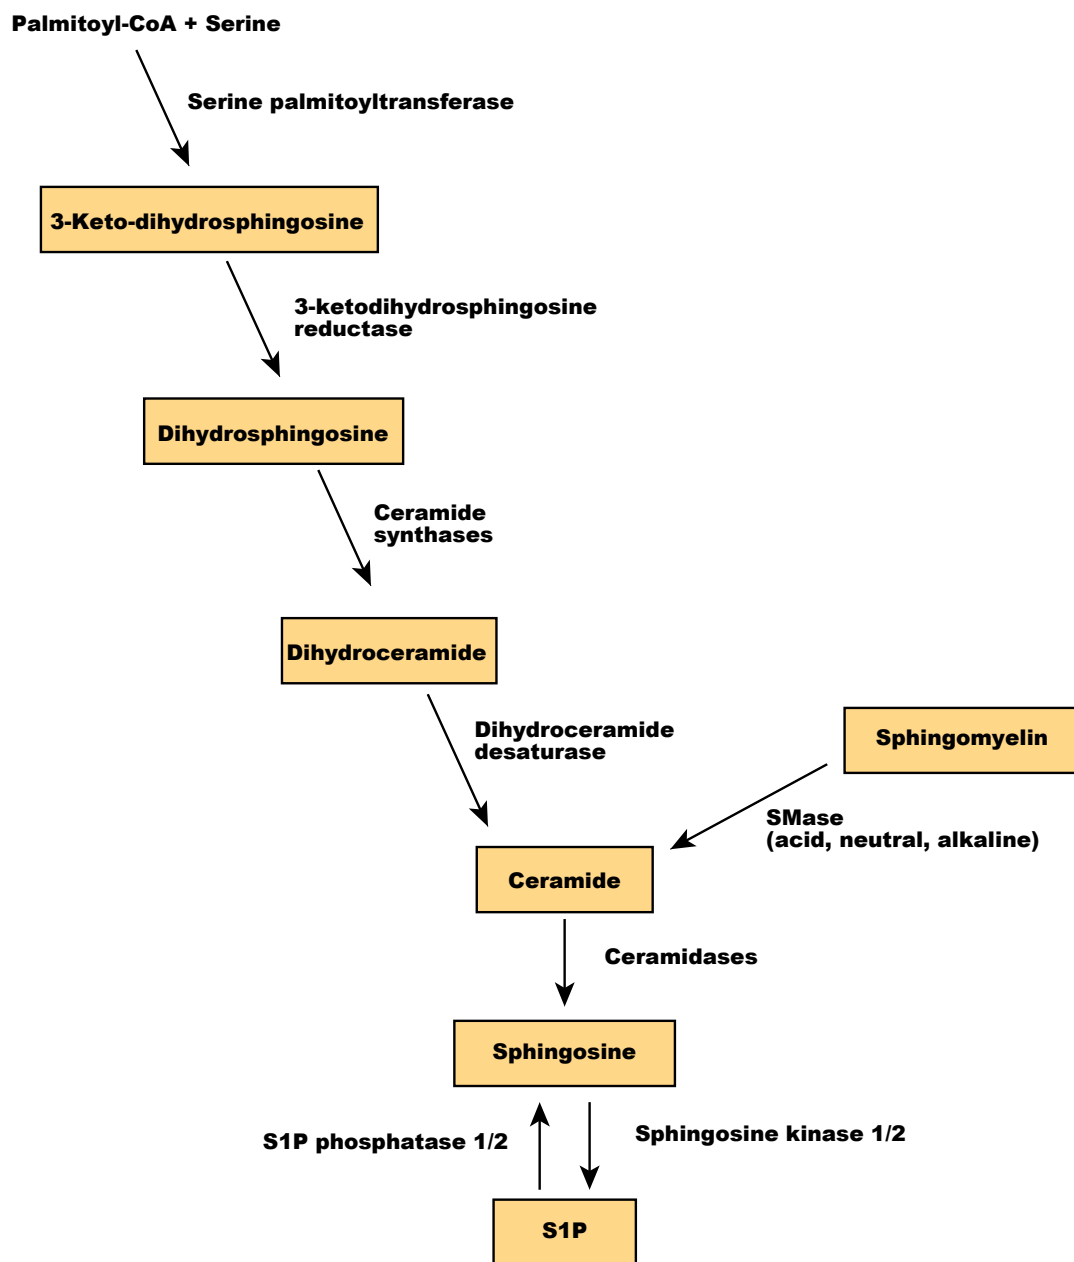 Palmitoyl-CoA + Serine
Serine palmitoyltransferase
3-Keto-dihydrosphingosine
3-ketodihydrosphingosine
reductase
Dihydrosphingosine
Ceramide
synthases
Dihydroceramide
Dihydroceramide
desaturase
Sphingomyelin
SMase
(acid, neutral, alkaline)
Ceramide
Ceramidases
Sphingosine
S1P phosphatase 1/2
Sphingosine kinase 1/2
S1P